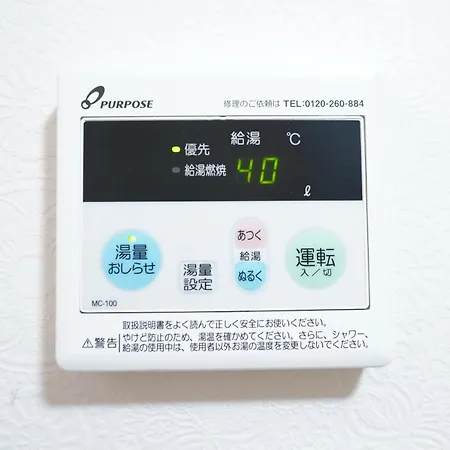 PURPOSE
修理のご依頼は TEL:0120-260-884
給湯 ℃
優先
給湯燃焼
40
ℓ
湯量
おしらせ
湯量
設定
あつく
給湯
ぬるく
運転
入/切
MC-100
取扱説明書をよく読んで正しく安全にお使いください。
⚠警告
やけど防止のため、湯温を確かめてください。さらに、シャワー、
給湯の使用中は、使用者以外お湯の温度を変更しないでください。